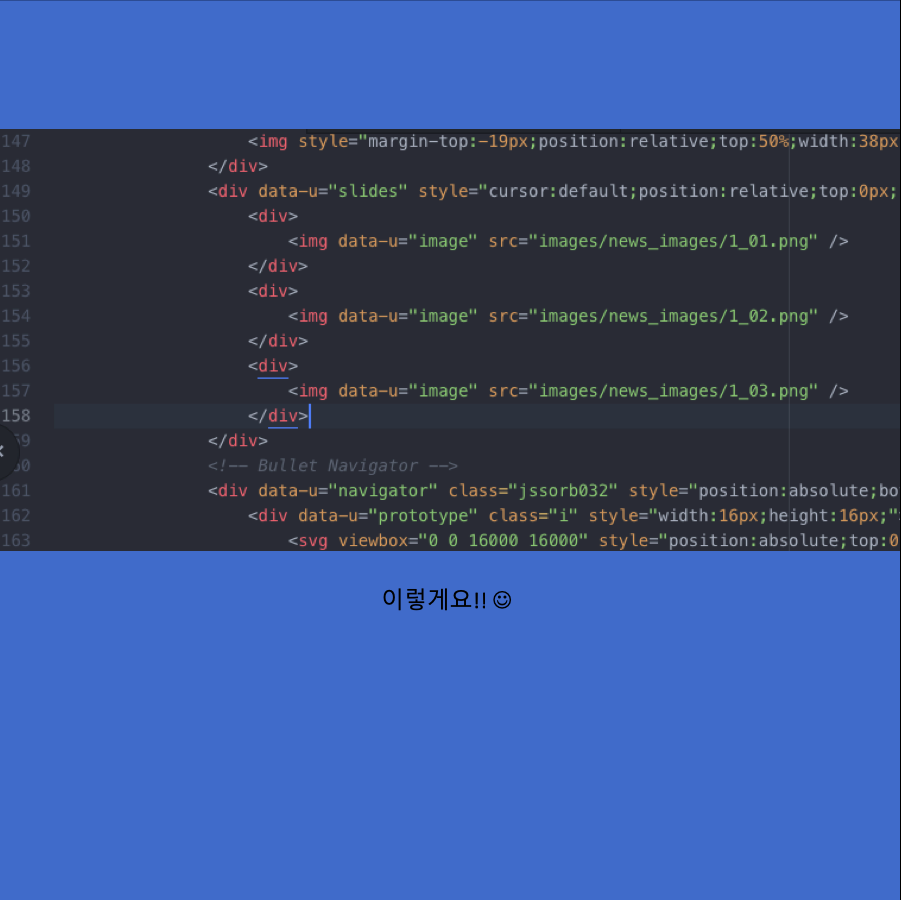 147 <img style="margin-top:-19px;position:relative;top:50%;width:38px
148 </div>
149 <div data-u="slides" style="cursor:default;position:relative;top:0px;
150 <div>
151 <img data-u="image" src="images/news_images/1_01.png" />
152 </div>
153 <div>
154 <img data-u="image" src="images/news_images/1_02.png" />
155 </div>
156 <div>
157 <img data-u="image" src="images/news_images/1_03.png" />
158 </div>
59 </div>
60 <!-- Bullet Navigator -->
161 <div data-u="navigator" class="jssorb032" style="position:absolute;bo
162 <div data-u="prototype" class="i" style="width:16px;height:16px;"
163 <svg viewbox="0 0 16000 16000" style="position:absolute;top:0
이렇게요!! ☺